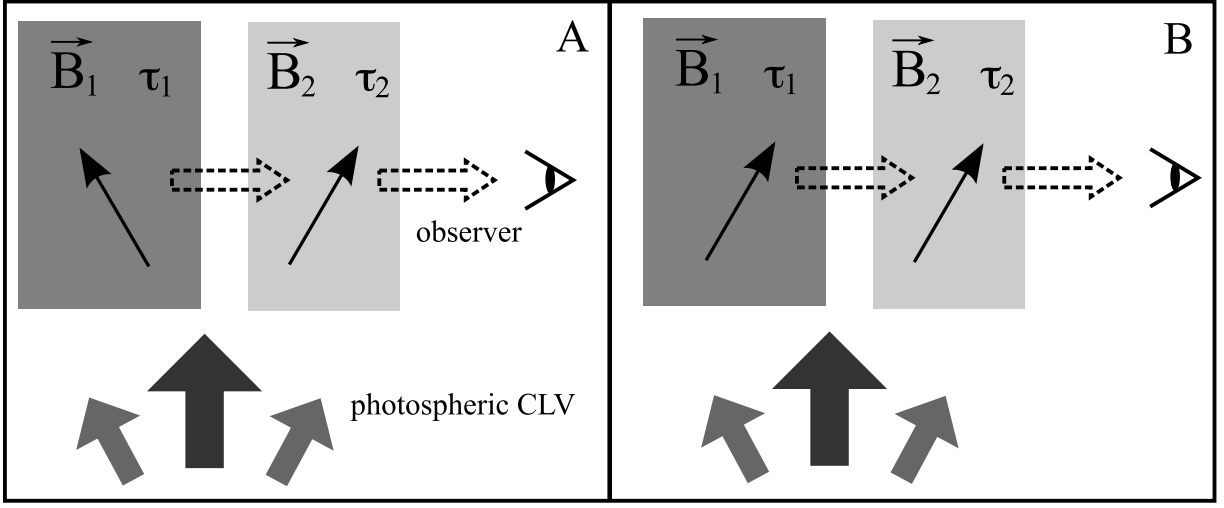 A
B⃗₁ τ₁ B⃗₂ τ₂
observer
photospheric CLV
B
B⃗₁ τ₁ B⃗₂ τ₂